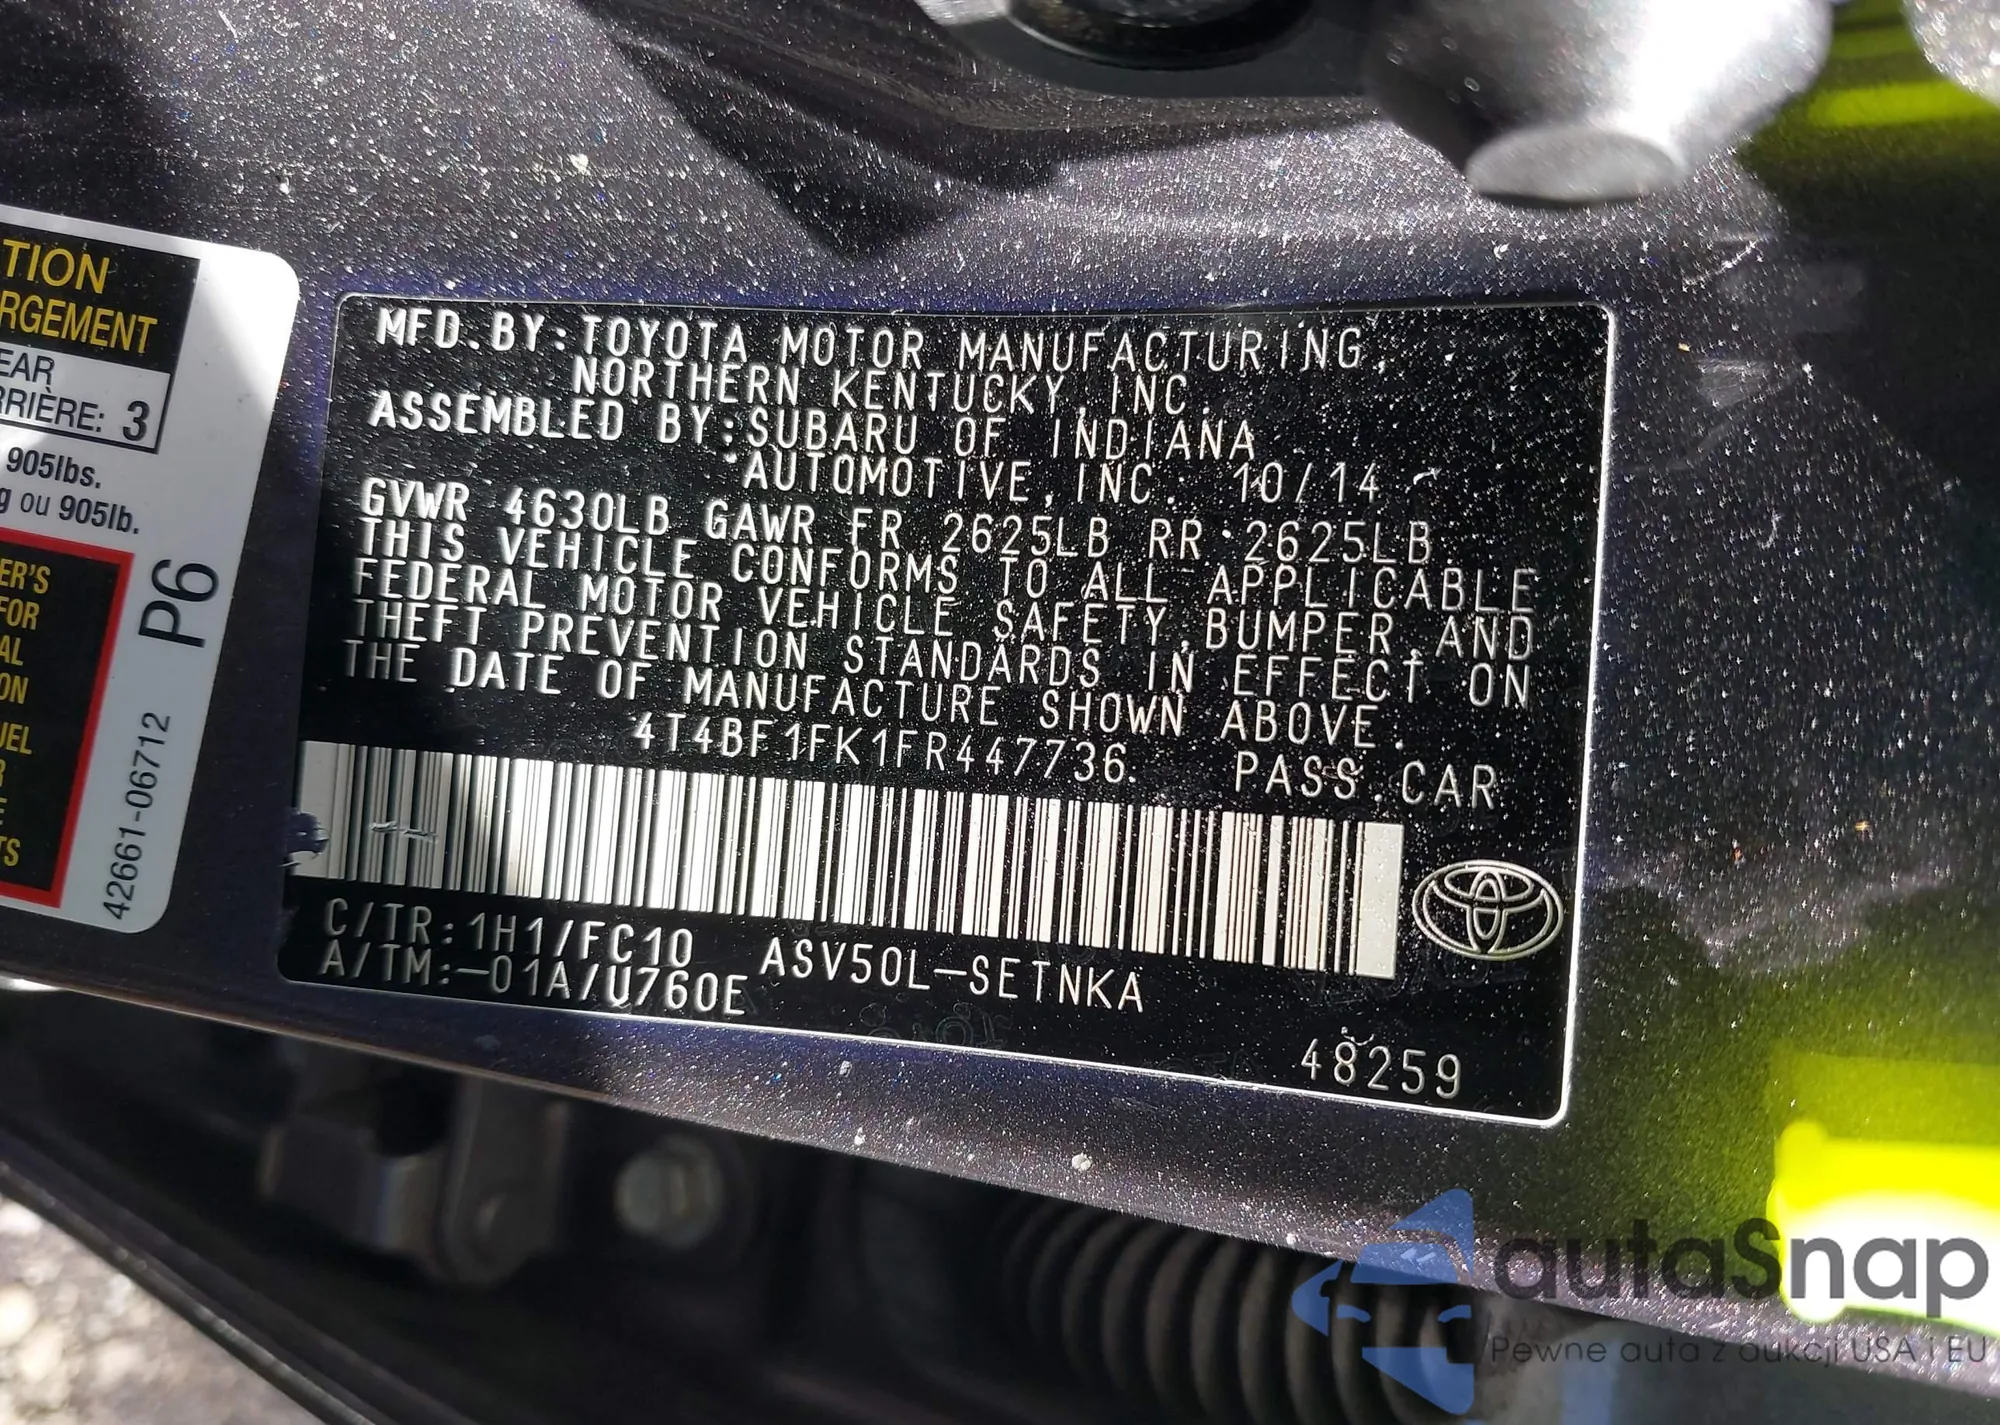 TION
RGEMENT
EAR
RRIÈRE: 3
905lbs.
g ou 905lb.
ER'S
FOR
AL
ON
UEL
R
E
TS
P6
42661-06712
MFD.BY:TOYOTA MOTOR MANUFACTURING,
NORTHERN KENTUCKY,INC.
ASSEMBLED BY:SUBARU OF INDIANA
AUTOMOTIVE,INC. 10/14
GVWR 4630LB GAWR FR 2625LB RR 2625LB
THIS VEHICLE CONFORMS TO ALL APPLICABLE
FEDERAL MOTOR VEHICLE SAFETY,BUMPER,AND
THEFT PREVENTION STANDARDS IN EFFECT ON
THE DATE OF MANUFACTURE SHOWN ABOVE.
4T4BF1FK1FR447736. PASS.CAR
C/TR:1H1/FC10 ASV50L-SETNKA
A/TM:-01A/U760E
48259
autaSnap
Pewne auta z aukcji USA i EU